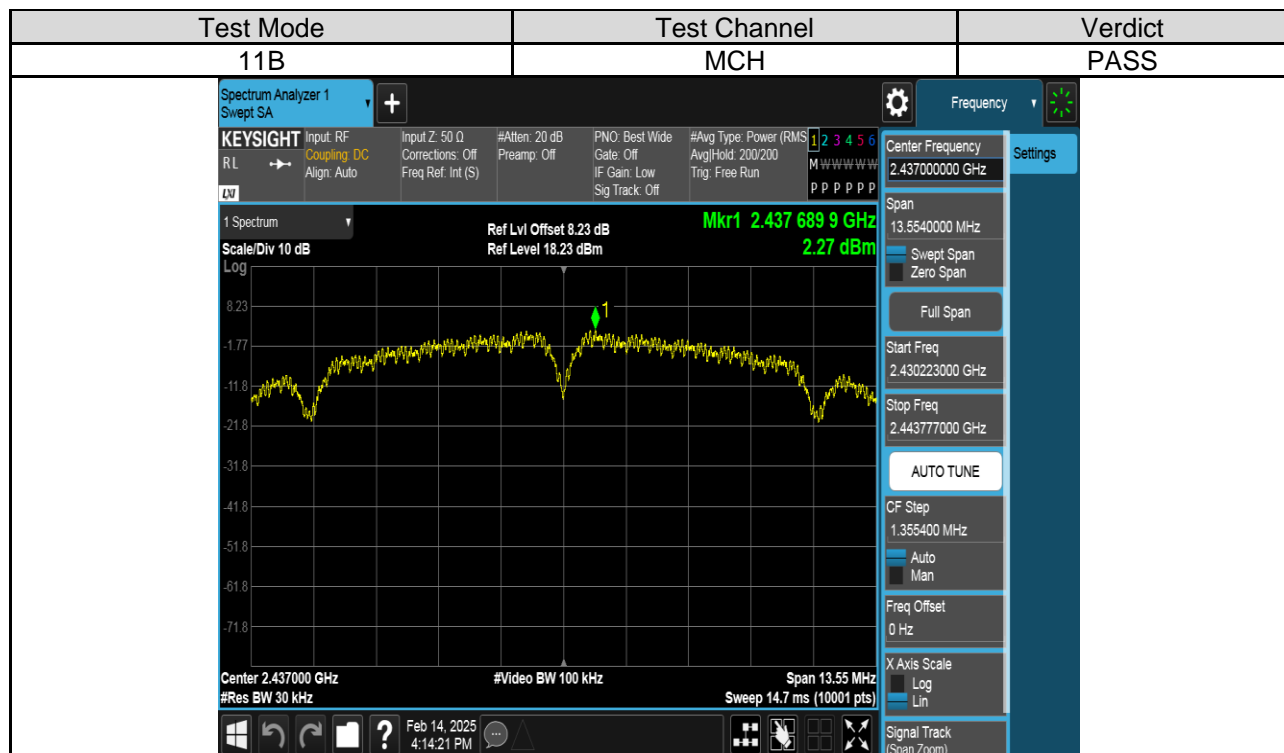 Test Mode Test Channel Verdict
11B MCH PASS
Spectrum Analyzer 1
Swept SA
+
Frequency
KEYSIGHT Input: RF Input Z: 50 Ω #Atten: 20 dB PNO: Best Wide #Avg Type: Power (RMS 1 2 3 4 5 6
RL Coupling: DC Corrections: Off Preamp: Off Gate: Off Avg|Hold: 200/200 M W W W W W
Align: Auto Freq Ref: Int (S) IF Gain: Low Trig: Free Run
LXI Sig Track: Off P P P P P P
Center Frequency
2.437000000 GHz
Settings
1 Spectrum
Ref Lvl Offset 8.23 dB
Mkr1 2.437 689 9 GHz
Scale/Div 10 dB Ref Level 18.23 dBm 2.27 dBm
Log
1
8.23
-1.77
-11.8
-21.8
-31.8
-41.8
-51.8
-61.8
-71.8
Center 2.437000 GHz #Video BW 100 kHz Span 13.55 MHz
#Res BW 30 kHz Sweep 14.7 ms (10001 pts)
Span
13.5540000 MHz
Swept Span
Zero Span
Full Span
Start Freq
2.430223000 GHz
Stop Freq
2.443777000 GHz
AUTO TUNE
CF Step
1.355400 MHz
Auto
Man
Freq Offset
0 Hz
X Axis Scale
Log
Lin
Signal Track
(Span Zoom)
? Feb 14, 2025
4:14:21 PM